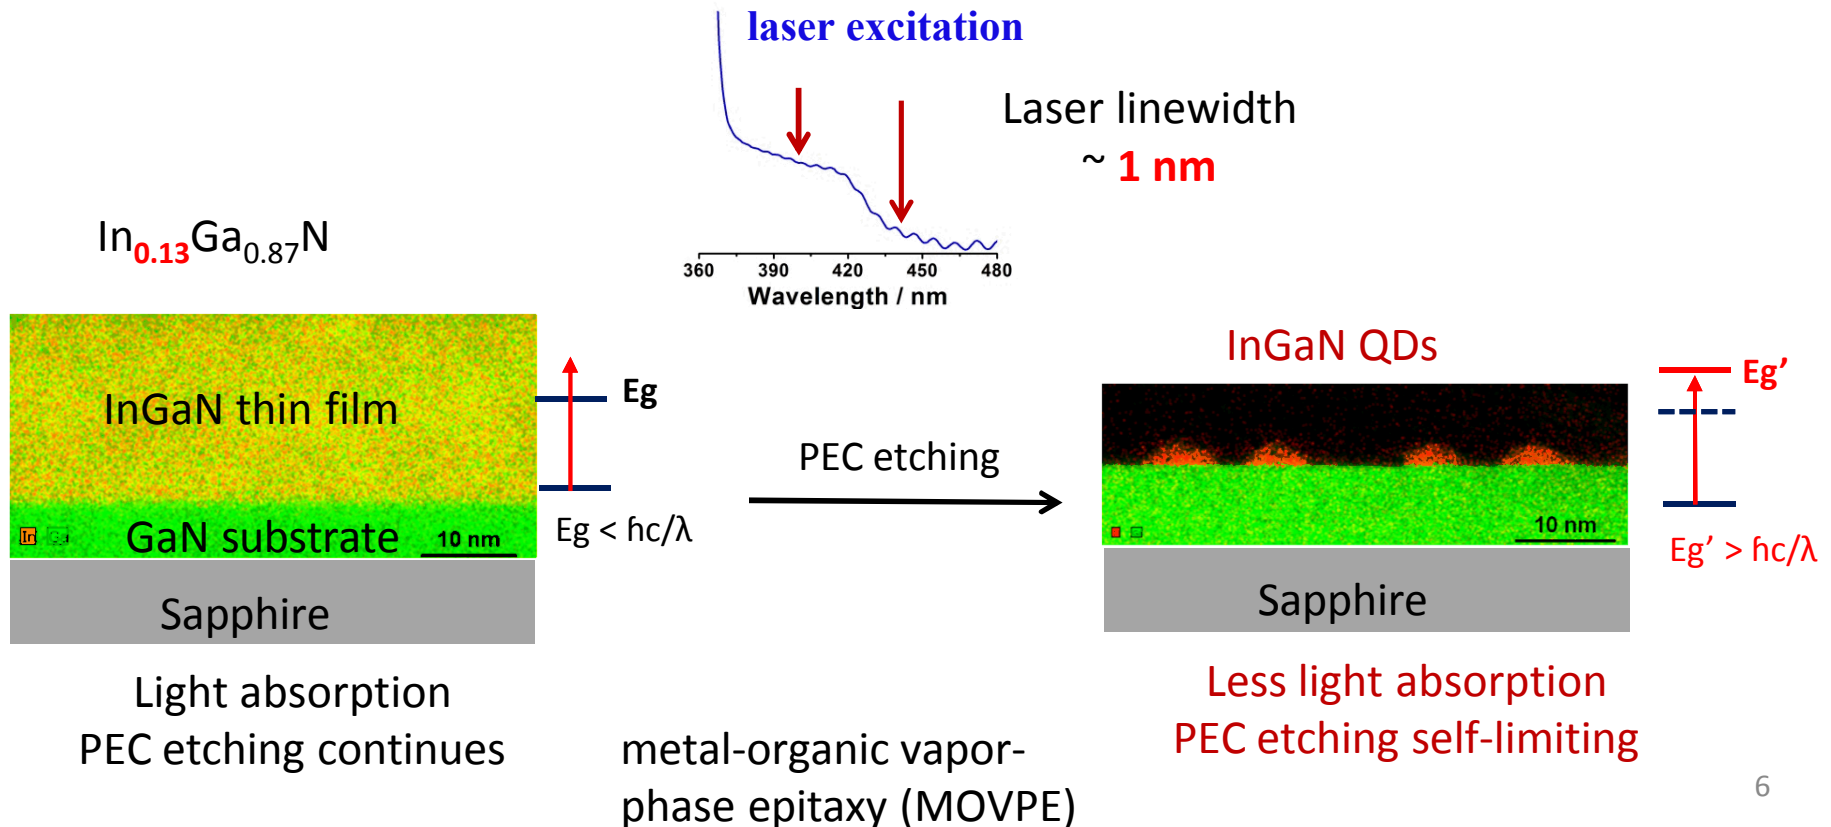 laser excitation
Laser linewidth
~ 1 nm
In0.13Ga0.87N
360 390 420 450 480
Wavelength / nm
InGaN thin film
Eg
GaN substrate
In
Ga
10 nm
Eg < ħc/λ
Sapphire
Light absorption
PEC etching continues
PEC etching
metal-organic vapor-
phase epitaxy (MOVPE)
InGaN QDs
Eg’
10 nm
Eg’ > ħc/λ
Sapphire
Less light absorption
PEC etching self-limiting
6